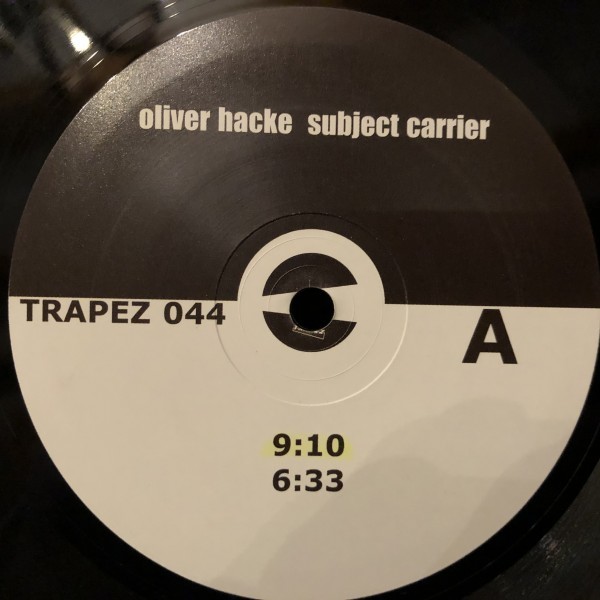 oliver hacke subject carrier
TRAPEZ 044
A
9:10
6:33